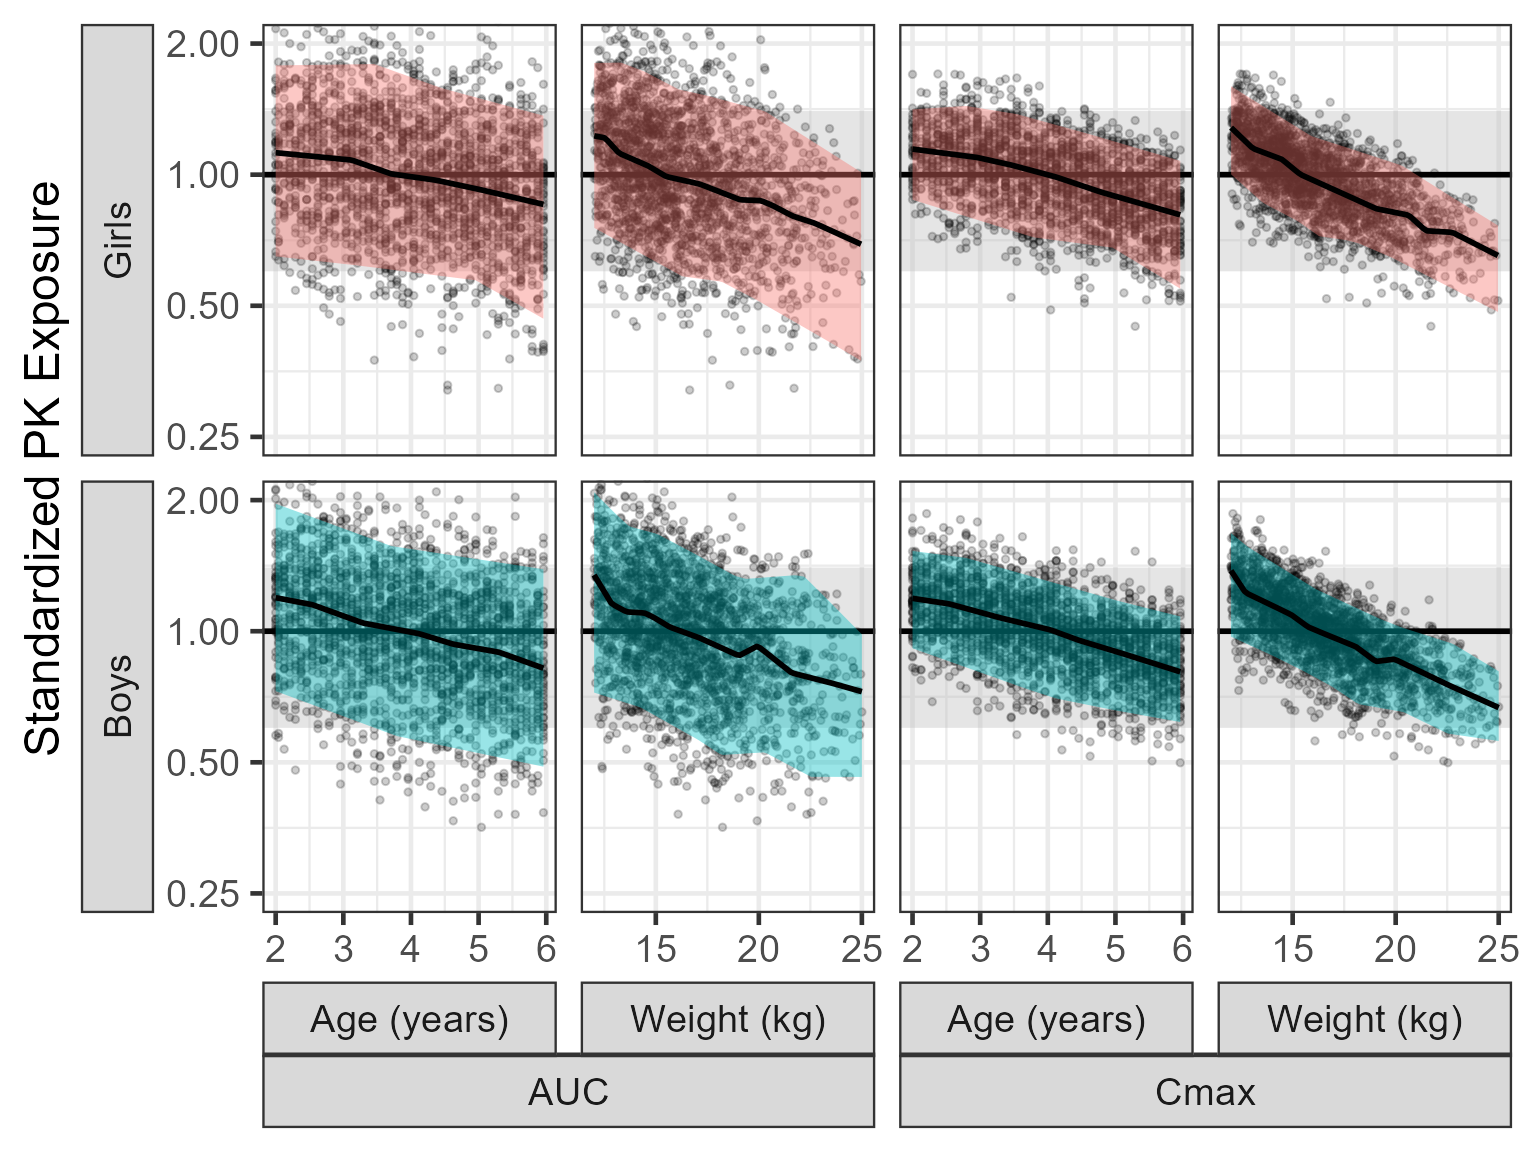 Standardized PK Exposure
Girls
2.00
1.00
0.50
0.25
Boys
2.00
1.00
0.50
0.25
2 3 4 5 6 15 20 25 2 3 4 5 6 15 20 25
Age (years) Weight (kg) Age (years) Weight (kg)
AUC Cmax